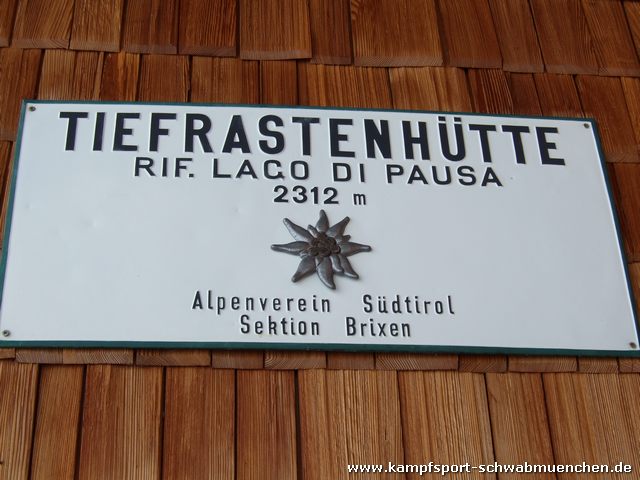 TIEFRASTENHÜTTE
RIF. LAGO DI PAUSA
2312 m
Alpenverein Südtirol
Sektion Brixen
www.kampfsport-schwabmuenchen.de